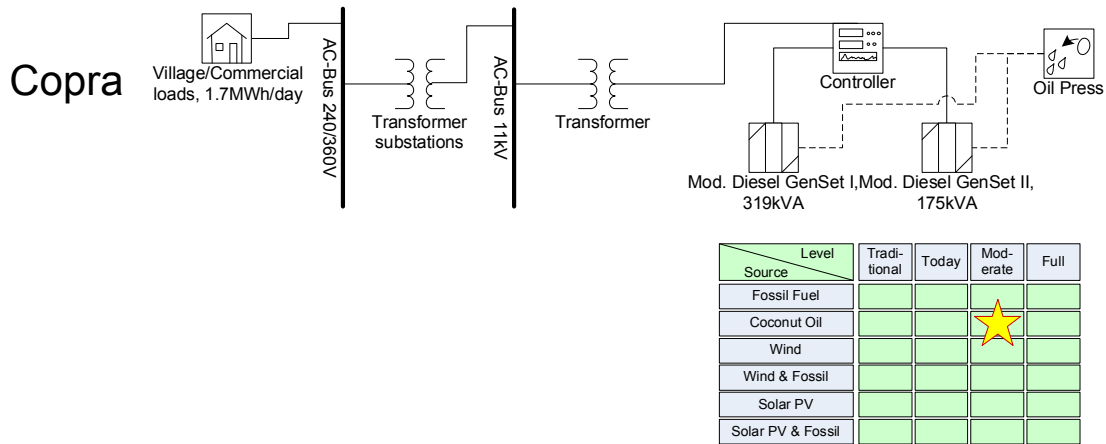 Copra
Village/Commercial
loads, 1.7MWh/day
AC-Bus 240/360V
Transformer
substations
AC-Bus 11kV
Transformer
Controller
Oil Press
Mod. Diesel GenSet I,
319kVA
Mod. Diesel GenSet II,
175kVA
Level
Source
Tradi-
tional
Today
Mod-
erate
Full
Fossil Fuel
Coconut Oil
Wind
Wind & Fossil
Solar PV
Solar PV & Fossil